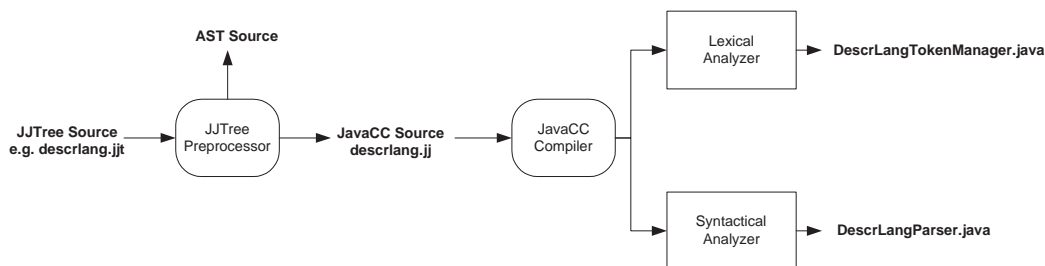 AST Source
JJTree Source
e.g. descrlang.jjt
JJTree
Preprocessor
JavaCC Source
descrlang.jj
JavaCC
Compiler
Lexical
Analyzer
DescrLangTokenManager.java
Syntactical
Analyzer
DescrLangParser.java